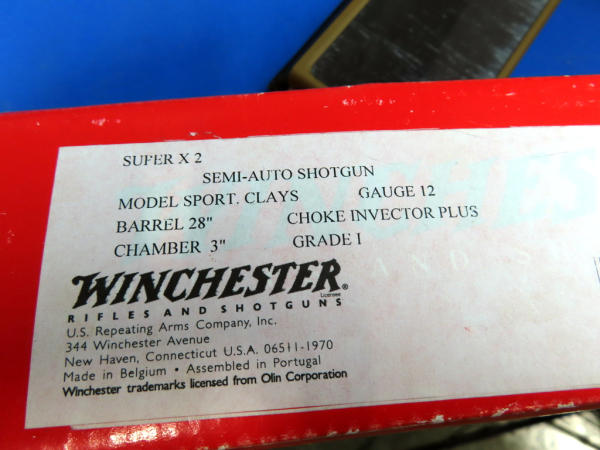 SUFER X 2
SEMI-AUTO SHOTGUN
MODEL SPORT. CLAYS GAUGE 12
BARREL 28" CHOKE INVECTOR PLUS
CHAMBER 3" GRADE I
WINCHESTER®
Licensee
RIFLES AND SHOTGUNS
U.S. Repeating Arms Company, Inc.
344 Winchester Avenue
New Haven, Connecticut U.S.A. 06511-1970
Made in Belgium • Assembled in Portugal
Winchester trademarks licensed from Olin Corporation